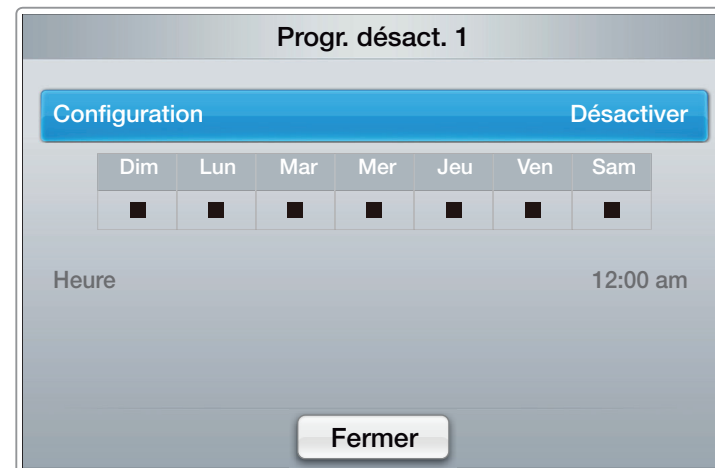 Progr. désact. 1
Configuration Désactiver
Dim Lun Mar Mer Jeu Ven Sam
Heure 12:00 am
Fermer